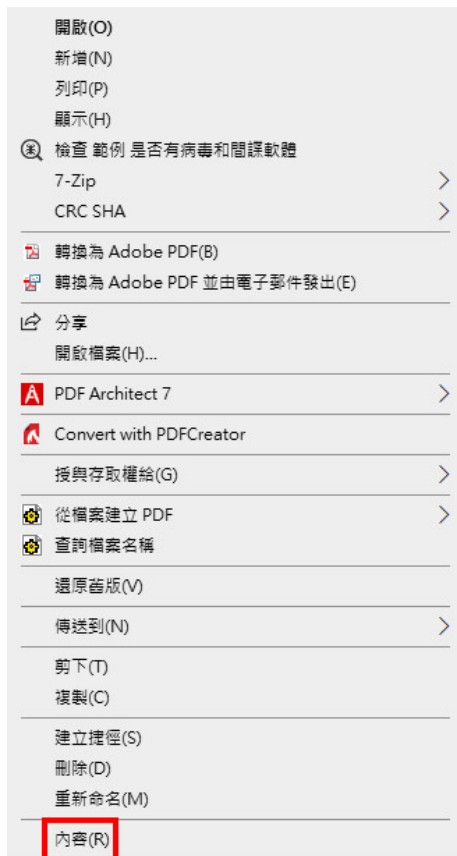 開啟(O)
新增(N)
列印(P)
顯示(H)
檢查 範例 是否有病毒和間諜軟體
7-Zip
CRC SHA
轉換為 Adobe PDF(B)
轉換為 Adobe PDF 並由電子郵件發出(E)
分享
開啟檔案(H)...
PDF Architect 7
Convert with PDFCreator
授與存取權給(G)
從檔案建立 PDF
查詢檔案名稱
還原舊版(V)
傳送到(N)
剪下(T)
複製(C)
建立捷徑(S)
刪除(D)
重新命名(M)
內容(R)